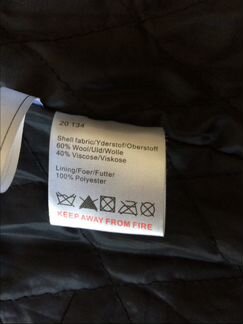 20 134
Shell fabric/Yderstof/Oberstoff
60% Wool/Uld/Wolle
40% Viscose/Viskose
Lining/Foer/Futter
100% Polyester
KEEP AWAY FROM FIRE